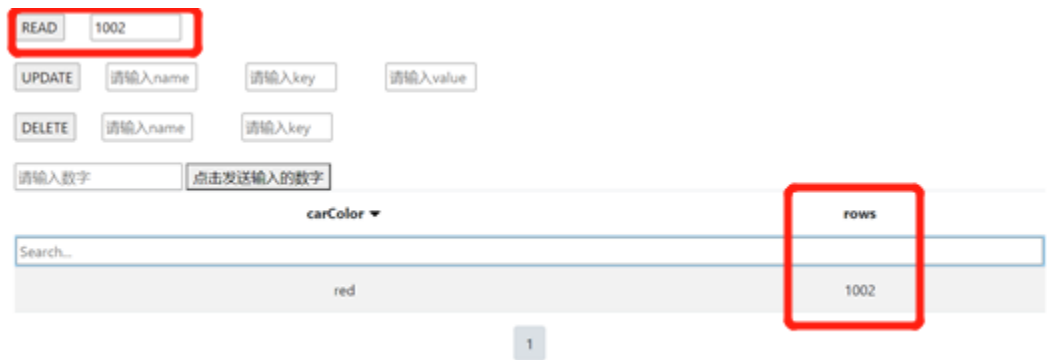 READ 1002
UPDATE 请输入name 请输入key 请输入value
DELETE 请输入name 请输入key
请输入数字 点击发送输入的数字
carColor ▼ rows
Search...
red 1002
1